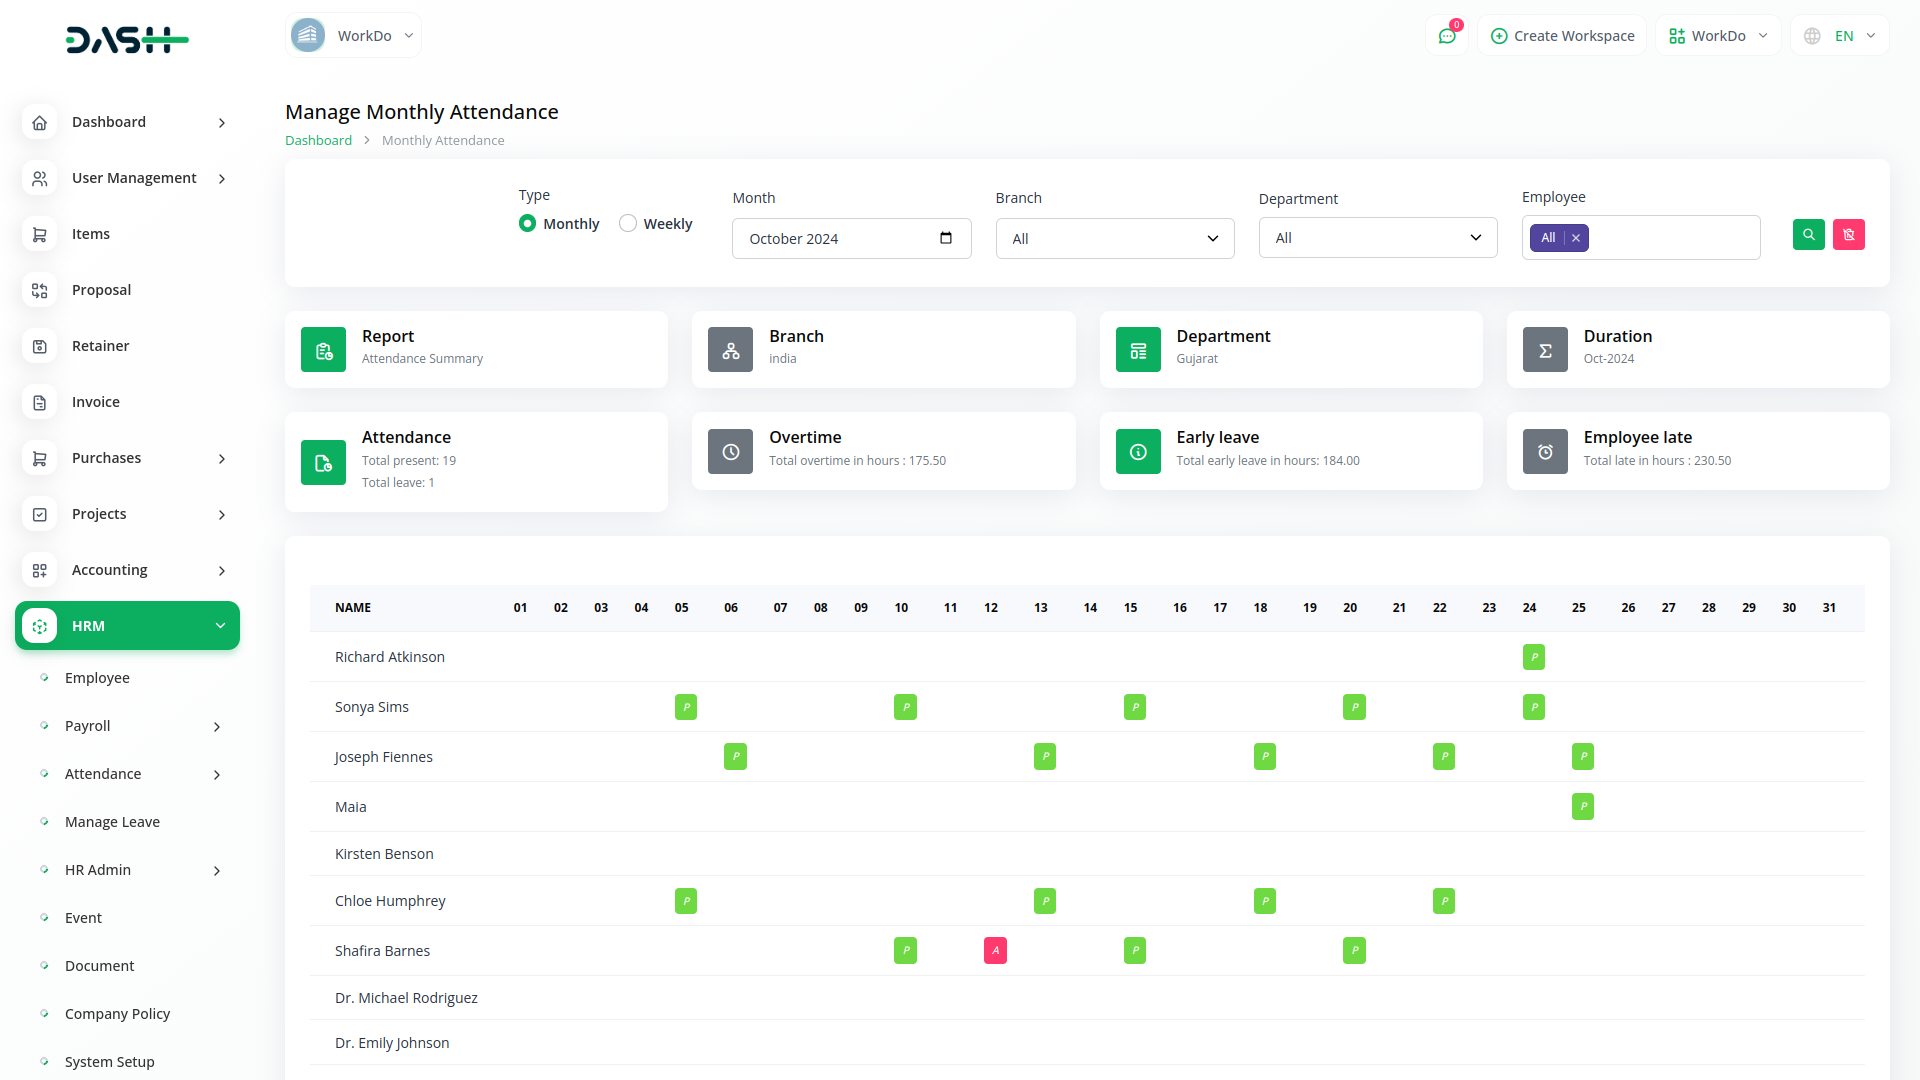 DASH
WorkDo
0
Create Workspace
WorkDo
EN
Dashboard
User Management
Items
Proposal
Retainer
Invoice
Purchases
Projects
Accounting
HRM
Employee
Payroll
Attendance
Manage Leave
HR Admin
Event
Document
Company Policy
System Setup
Manage Monthly Attendance
Dashboard > Monthly Attendance
Type
Monthly Weekly
Month
October 2024
Branch
All
Department
All
Employee
All ×
Report
Attendance Summary
Branch
india
Department
Gujarat
Duration
Oct-2024
Attendance
Total present: 19
Total leave: 1
Overtime
Total overtime in hours : 175.50
Early leave
Total early leave in hours: 184.00
Employee late
Total late in hours : 230.50
NAME 01 02 03 04 05 06 07 08 09 10 11 12 13 14 15 16 17 18 19 20 21 22 23 24 25 26 27 28 29 30 31
Richard Atkinson P
Sonya Sims P P P P P
Joseph Fiennes P P P P P
Maia P
Kirsten Benson
Chloe Humphrey P P P P
Shafira Barnes P A P P
Dr. Michael Rodriguez
Dr. Emily Johnson